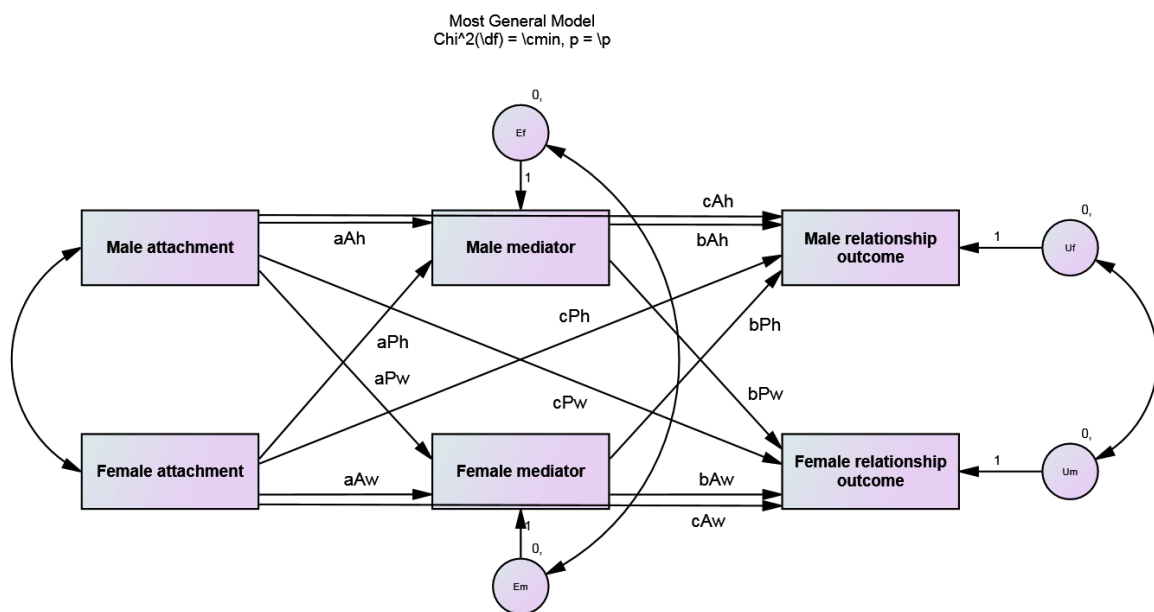 Most General Model
Chi^2(\df) = \cmin, p = \p
0,
Ef
1
cAh
Male attachment
aAh
Male mediator
bAh
Male relationship
outcome
1
0,
Uf
cPh
bPh
aPh
aPw
cPw
bPw
Female attachment
aAw
Female mediator
bAw
Female relationship
outcome
1
0,
Um
cAw
1
0,
Em